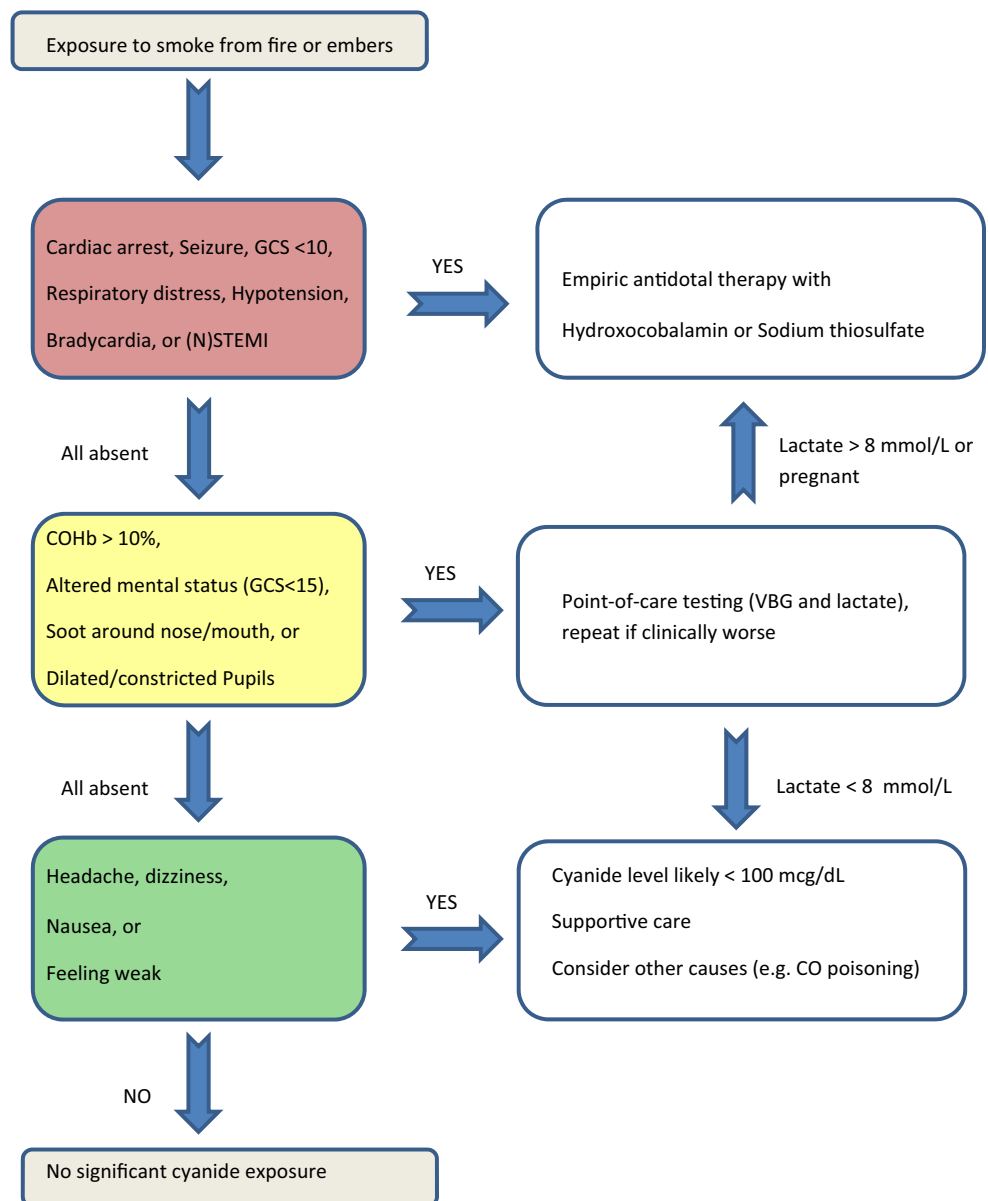 Exposure to smoke from fire or embers
Cardiac arrest, Seizure, GCS <10,
Respiratory distress, Hypotension,
Bradycardia, or (N)STEMI
YES
Empiric antidotal therapy with
Hydroxocobalamin or Sodium thiosulfate
All absent
Lactate > 8 mmol/L or
pregnant
COHb > 10%,
Altered mental status (GCS<15),
Soot around nose/mouth, or
Dilated/constricted Pupils
YES
Point-of-care testing (VBG and lactate),
repeat if clinically worse
All absent
Lactate < 8 mmol/L
Headache, dizziness,
Nausea, or
Feeling weak
YES
Cyanide level likely < 100 mcg/dL
Supportive care
Consider other causes (e.g. CO poisoning)
NO
No significant cyanide exposure